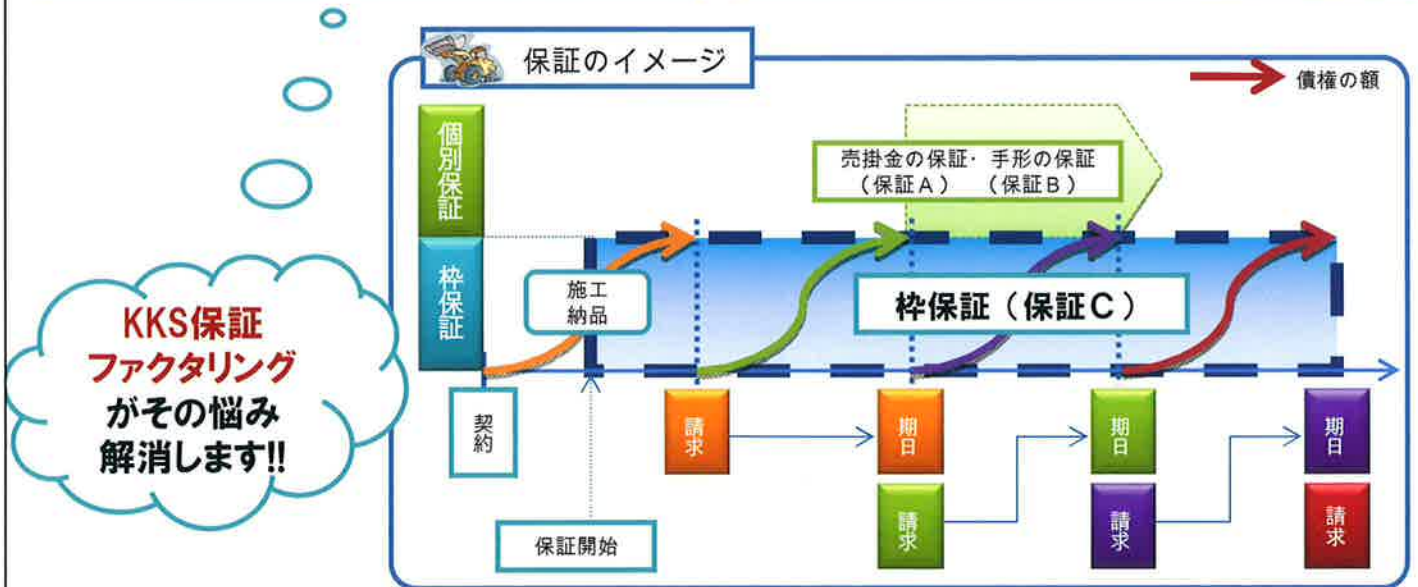 保証のイメージ
債権の額
個別保証
売掛金の保証・手形の保証
（保証A）　（保証B）
枠保証
施工
納品
枠保証（保証C）
KKS保証
ファクタリング
がその悩み
解消します!!
契約
請求
期日
期日
期日
請求
請求
請求
保証開始